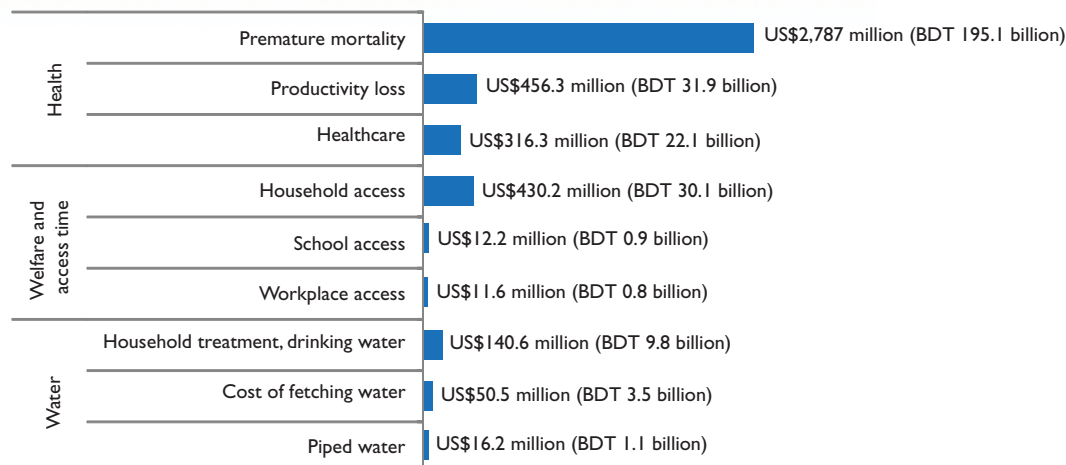 Health
Premature mortality
US$2,787 million (BDT 195.1 billion)
Productivity loss
US$456.3 million (BDT 31.9 billion)
Healthcare
US$316.3 million (BDT 22.1 billion)
Welfare and
access time
Household access
US$430.2 million (BDT 30.1 billion)
School access
US$12.2 million (BDT 0.9 billion)
Workplace access
US$11.6 million (BDT 0.8 billion)
Water
Household treatment, drinking water
US$140.6 million (BDT 9.8 billion)
Cost of fetching water
US$50.5 million (BDT 3.5 billion)
Piped water
US$16.2 million (BDT 1.1 billion)